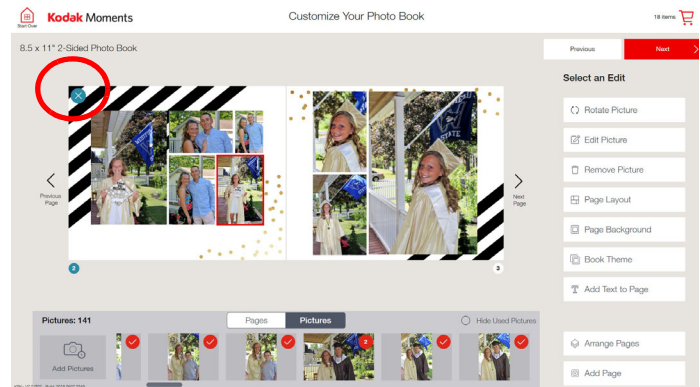 Kodak Moments
Customize Your Photo Book
18 items
Start Over
8.5 x 11" 2-Sided Photo Book
Previous
Next
Select an Edit
Rotate Picture
Edit Picture
Remove Picture
Page Layout
Page Background
Book Theme
Add Text to Page
Arrange Pages
Add Page
Previous
Page
Next
Page
STATE
2
3
Pictures: 141
Pages
Pictures
Hide Used Pictures
Add Pictures
2